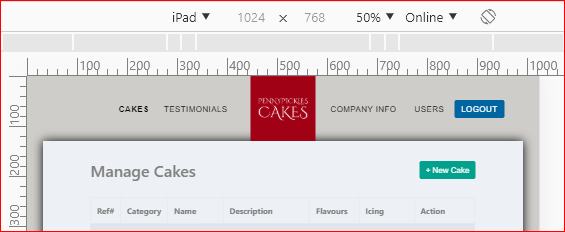 iPad ▼ 1024 × 768 50% ▼ Online ▼
100 200 300 400 500 600 700 800 900 1000
100
200
300
CAKES TESTIMONIALS PENNYPICKLES CAKES COMPANY INFO USERS LOGOUT
Manage Cakes + New Cake
Ref# Category Name Description Flavours Icing Action